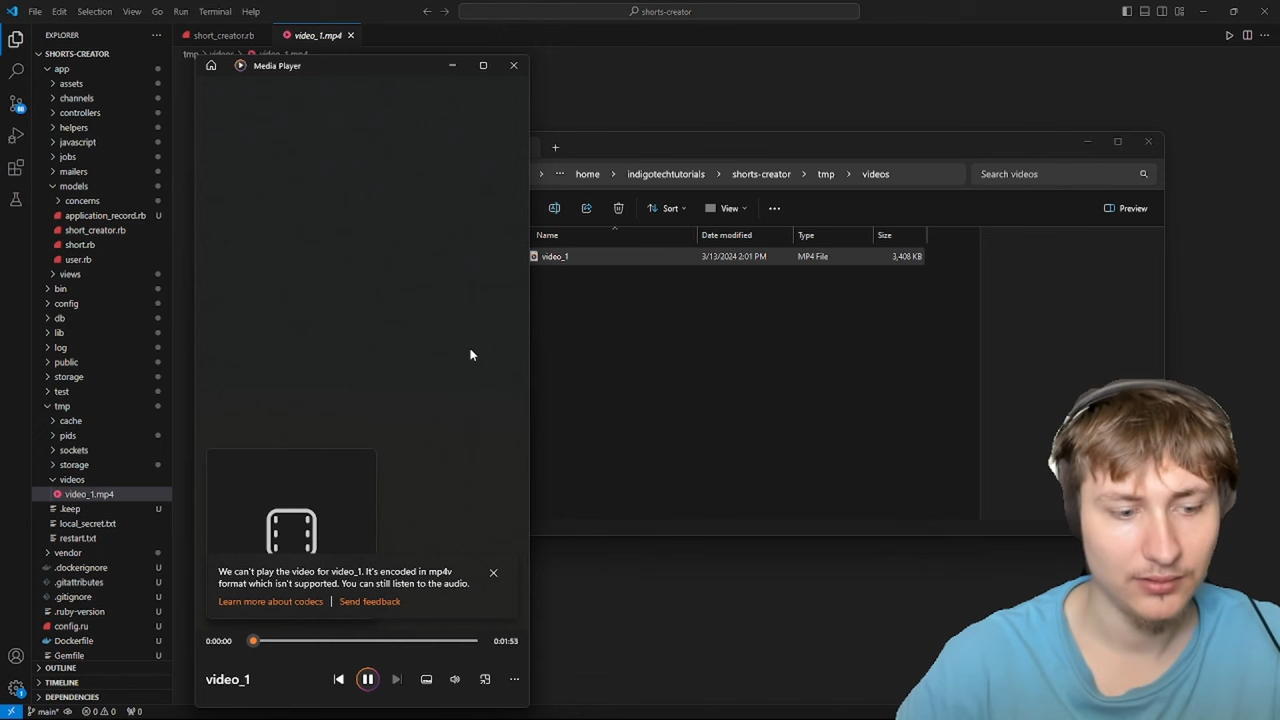 File Edit Selection View Go Run Terminal Help
shorts-creator
EXPLORER
short_creator.rb
video_1.mp4
SHORTS-CREATOR
app
assets
channels
controllers
helpers
javascript
jobs
mailers
models
concerns
application_record.rb U
short_creator.rb
short.rb
user.rb
views
bin
config
db
lib
log
public
storage
test
tmp
cache
pids
sockets
storage
videos
video_1.mp4
.keep U
local_secret.txt U
restart.txt U
vendor
.dockerignore U
.gitattributes U
.gitignore U
.ruby-version U
config.ru U
Dockerfile U
Gemfile U
OUTLINE
TIMELINE
DEPENDENCIES
main* 0 0 0
tmp videos video_1.mp4
Media Player
We can't play the video for video_1. It's encoded in mp4v
format which isn't supported. You can still listen to the audio.
Learn more about codecs | Send feedback
0:00:00 0:01:53
video_1
home indigotechtutorials shorts-creator tmp videos
Search videos
Sort View Preview
Name Date modified Type Size
video_1 3/13/2024 2:01 PM MP4 File 3,408 KB